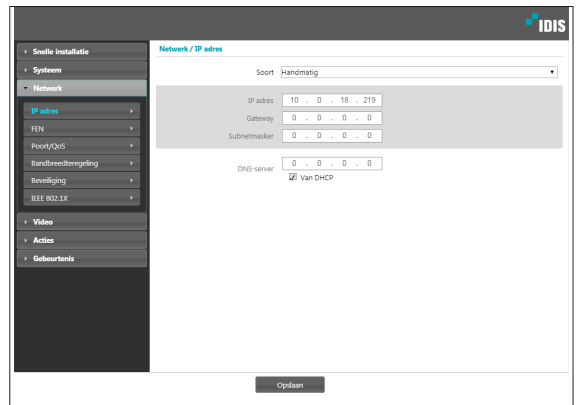 IDIS
Snelle installatie
Systeem
Netwerk
IP adres
FEN
Poort/QoS
Bandbreedteregeling
Beveiliging
IEEE 802.1X
Video
Acties
Gebeurtenis
Netwerk / IP adres
Soort Handmatig
IP adres 10 . 0 . 18 . 219
Gateway 0 . 0 . 0 . 0
Subnetmasker 0 . 0 . 0 . 0
DNS-server 0 . 0 . 0 . 0
Van DHCP
Opslaan